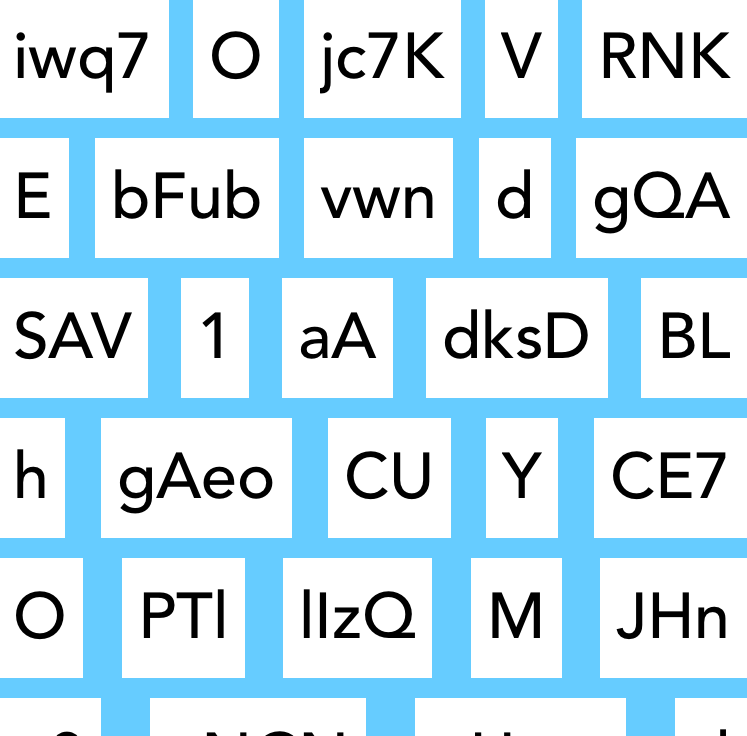 iwq7 O jc7K V RNK
E bFub vwn d gQA
SAV 1 aA dksD BL
h gAeo CU Y CE7
O PTl lIzQ M JHn